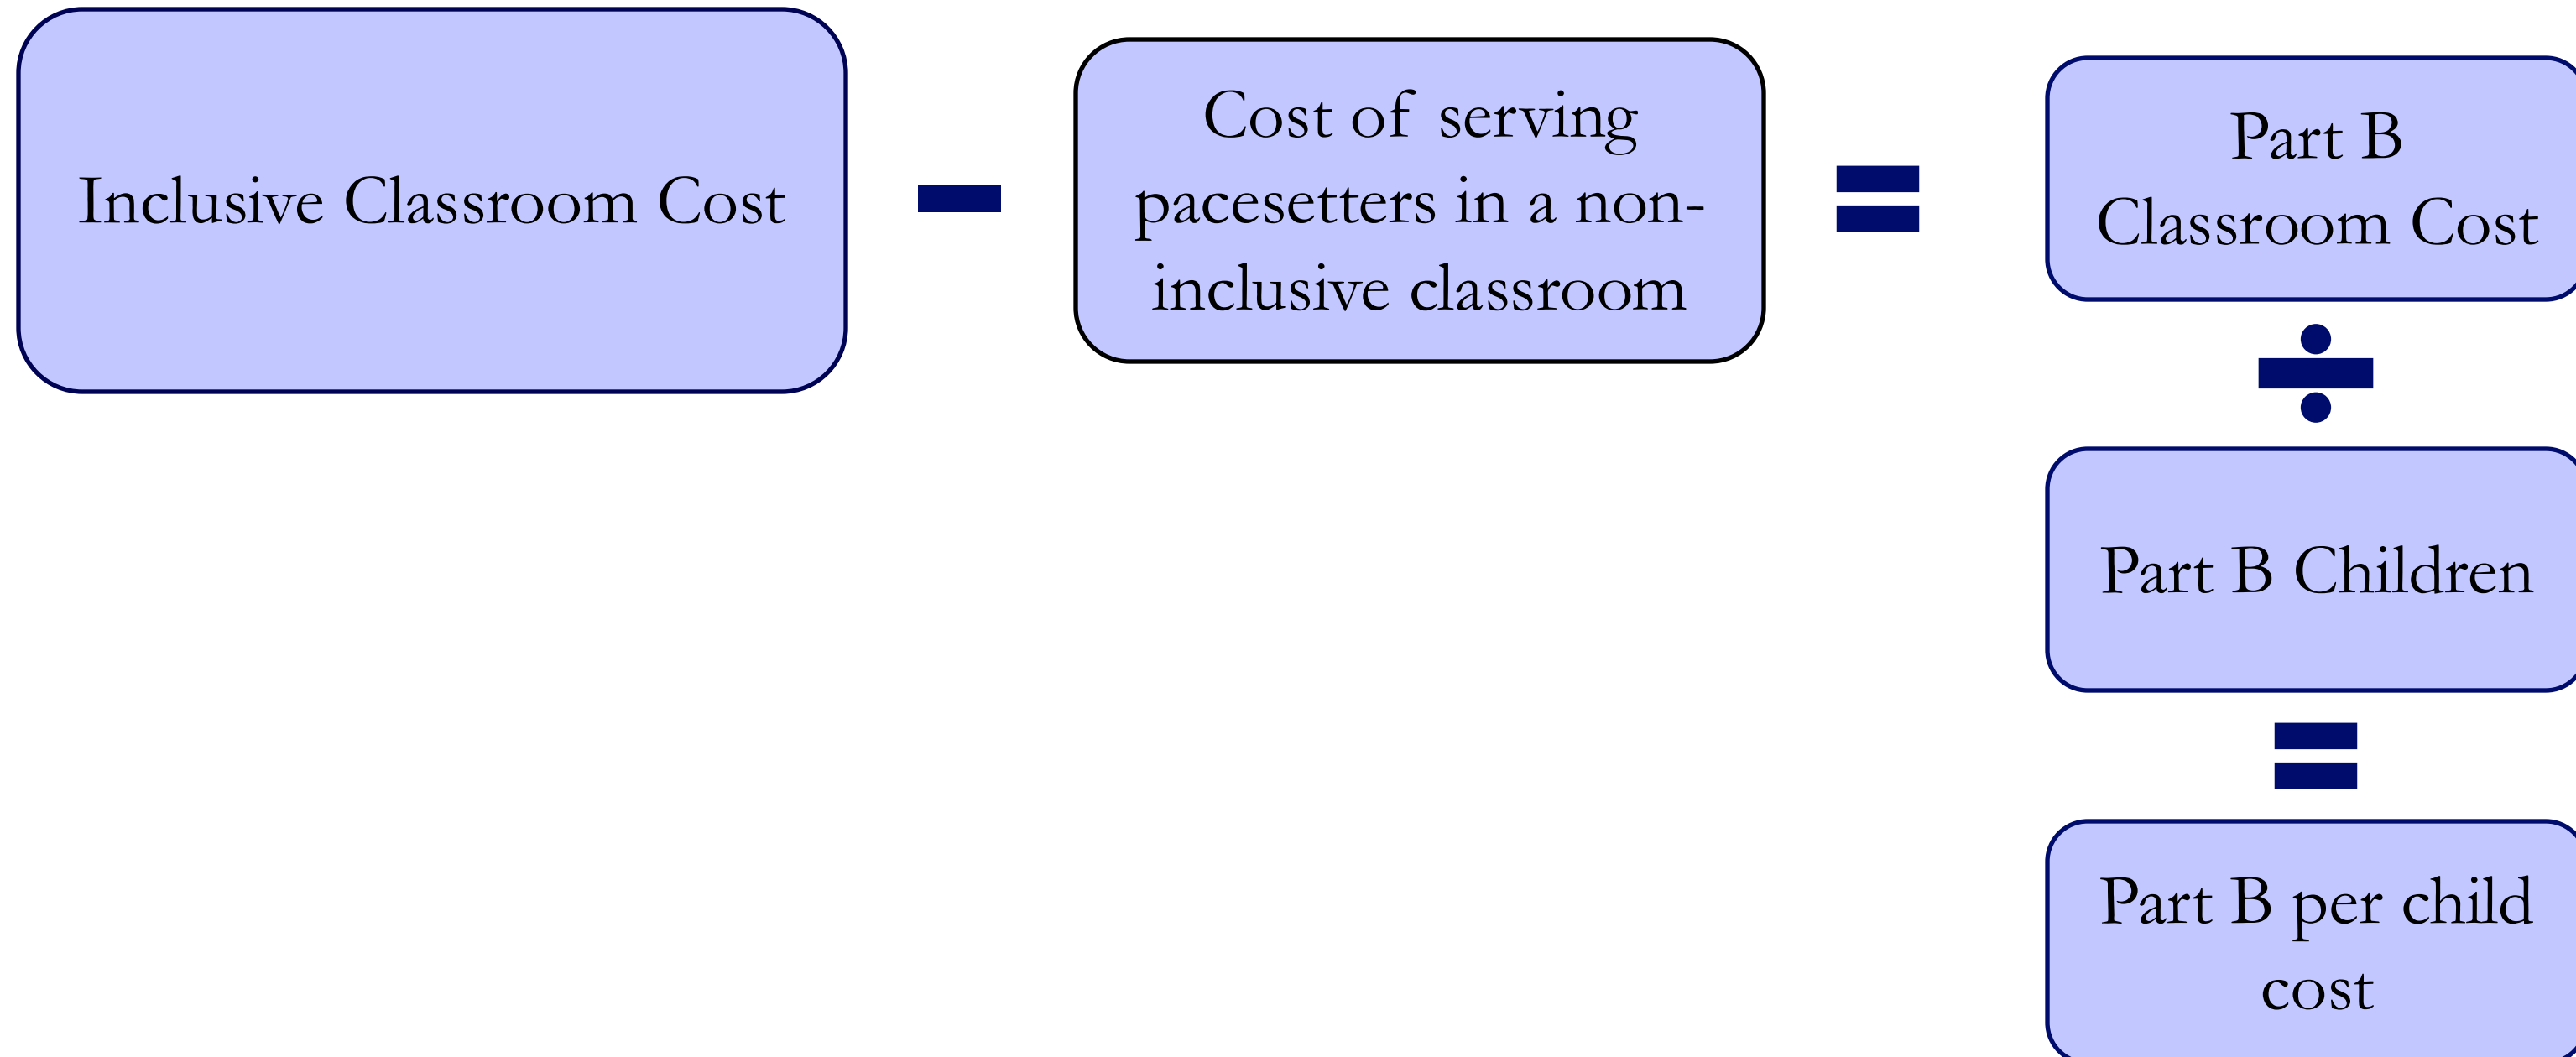 Inclusive Classroom Cost
Cost of serving
pacesetters in a non-
inclusive classroom
Part B
Classroom Cost
Part B Children
Part B per child
cost